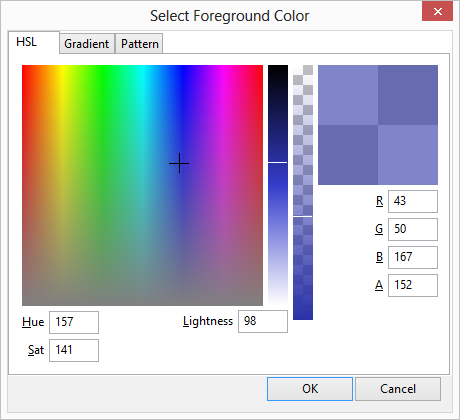 Select Foreground Color
HSL Gradient Pattern
R 43
G 50
B 167
A 152
Hue 157 Lightness 98
Sat 141
OK Cancel